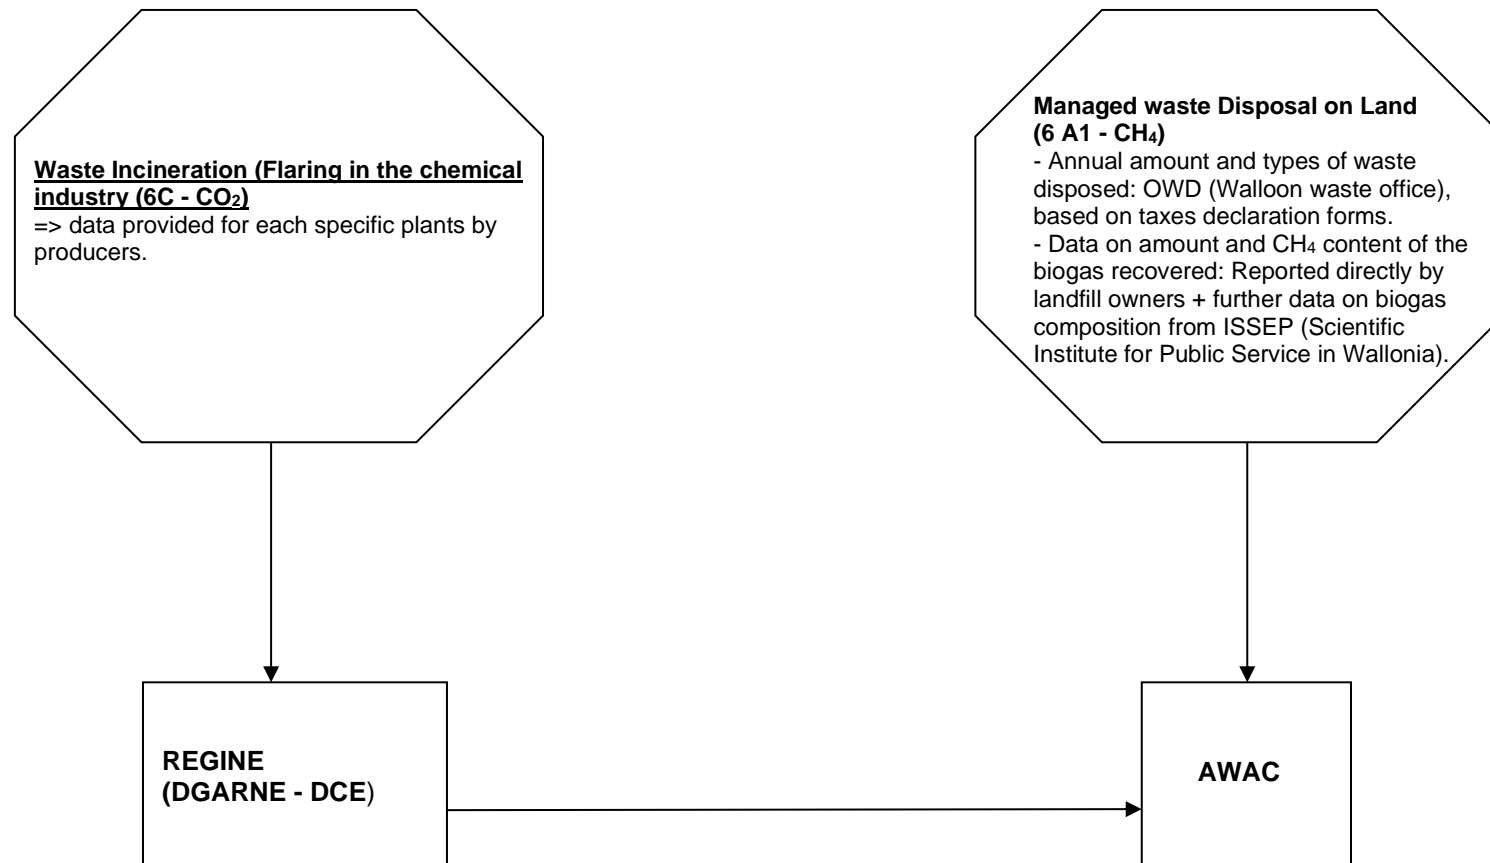 Waste Incineration (Flaring in the chemical
industry (6C - CO₂)
=> data provided for each specific plants by
producers.
Managed waste Disposal on Land
(6 A1 - CH₄)
- Annual amount and types of waste
disposed: OWD (Walloon waste office),
based on taxes declaration forms.
- Data on amount and CH₄ content of the
biogas recovered: Reported directly by
landfill owners + further data on biogas
composition from ISSEP (Scientific
Institute for Public Service in Wallonia).
REGINE
(DGARNE - DCE)
AWAC